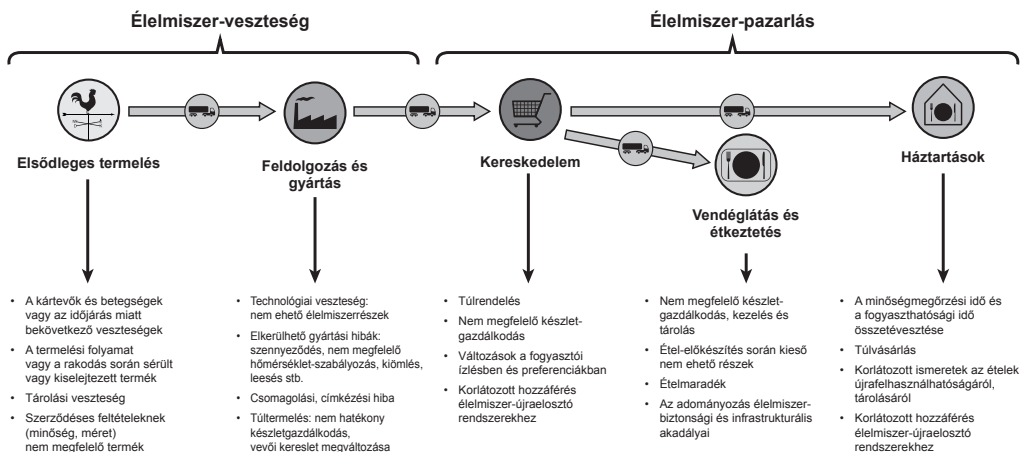 Élelmiszer-veszteség
Élelmiszer-pazarlás
Elsődleges termelés
Feldolgozás és
gyártás
Kereskedelem
Vendéglátás és
étkeztetés
Háztartások
• A kártevők és betegségek
vagy az időjárás miatt
bekövetkező veszteségek
• A termelési folyamat
vagy a rakodás során sérült
vagy kiselejtezett termék
• Tárolási veszteség
• Szerződéses feltételeknek
(minőség, méret)
nem megfelelő termék
• Technológiai veszteség:
nem ehető élelmiszerrészek
• Elkerülhető gyártási hibák:
szennyeződés, nem megfelelő
hőmérséklet-szabályozás, kiömlés,
leesés stb.
• Csomagolási, címkézési hiba
• Túltermelés: nem hatékony
készletgazdálkodás,
vevői kereslet megváltozása
• Túlrendelés
• Nem megfelelő készlet-
gazdálkodás
• Változások a fogyasztói
ízlésben és preferenciákban
• Korlátozott hozzáférés
élelmiszer-újraelosztó
rendszerekhez
• Nem megfelelő készlet-
gazdálkodás, kezelés és
tárolás
• Étel-előkészítés során kieső
nem ehető részek
• Ételmaradék
• Az adományozás élelmiszer-
biztonsági és infrastrukturális
akadályai
• A minőségmegőrzési idő és
a fogyaszthatósági idő
összetévesztése
• Túlvásárlás
• Korlátozott ismeretek az ételek
újrafelhasználhatóságáról,
tárolásáról
• Korlátozott hozzáférés
élelmiszer-újraelosztó
rendszerekhez